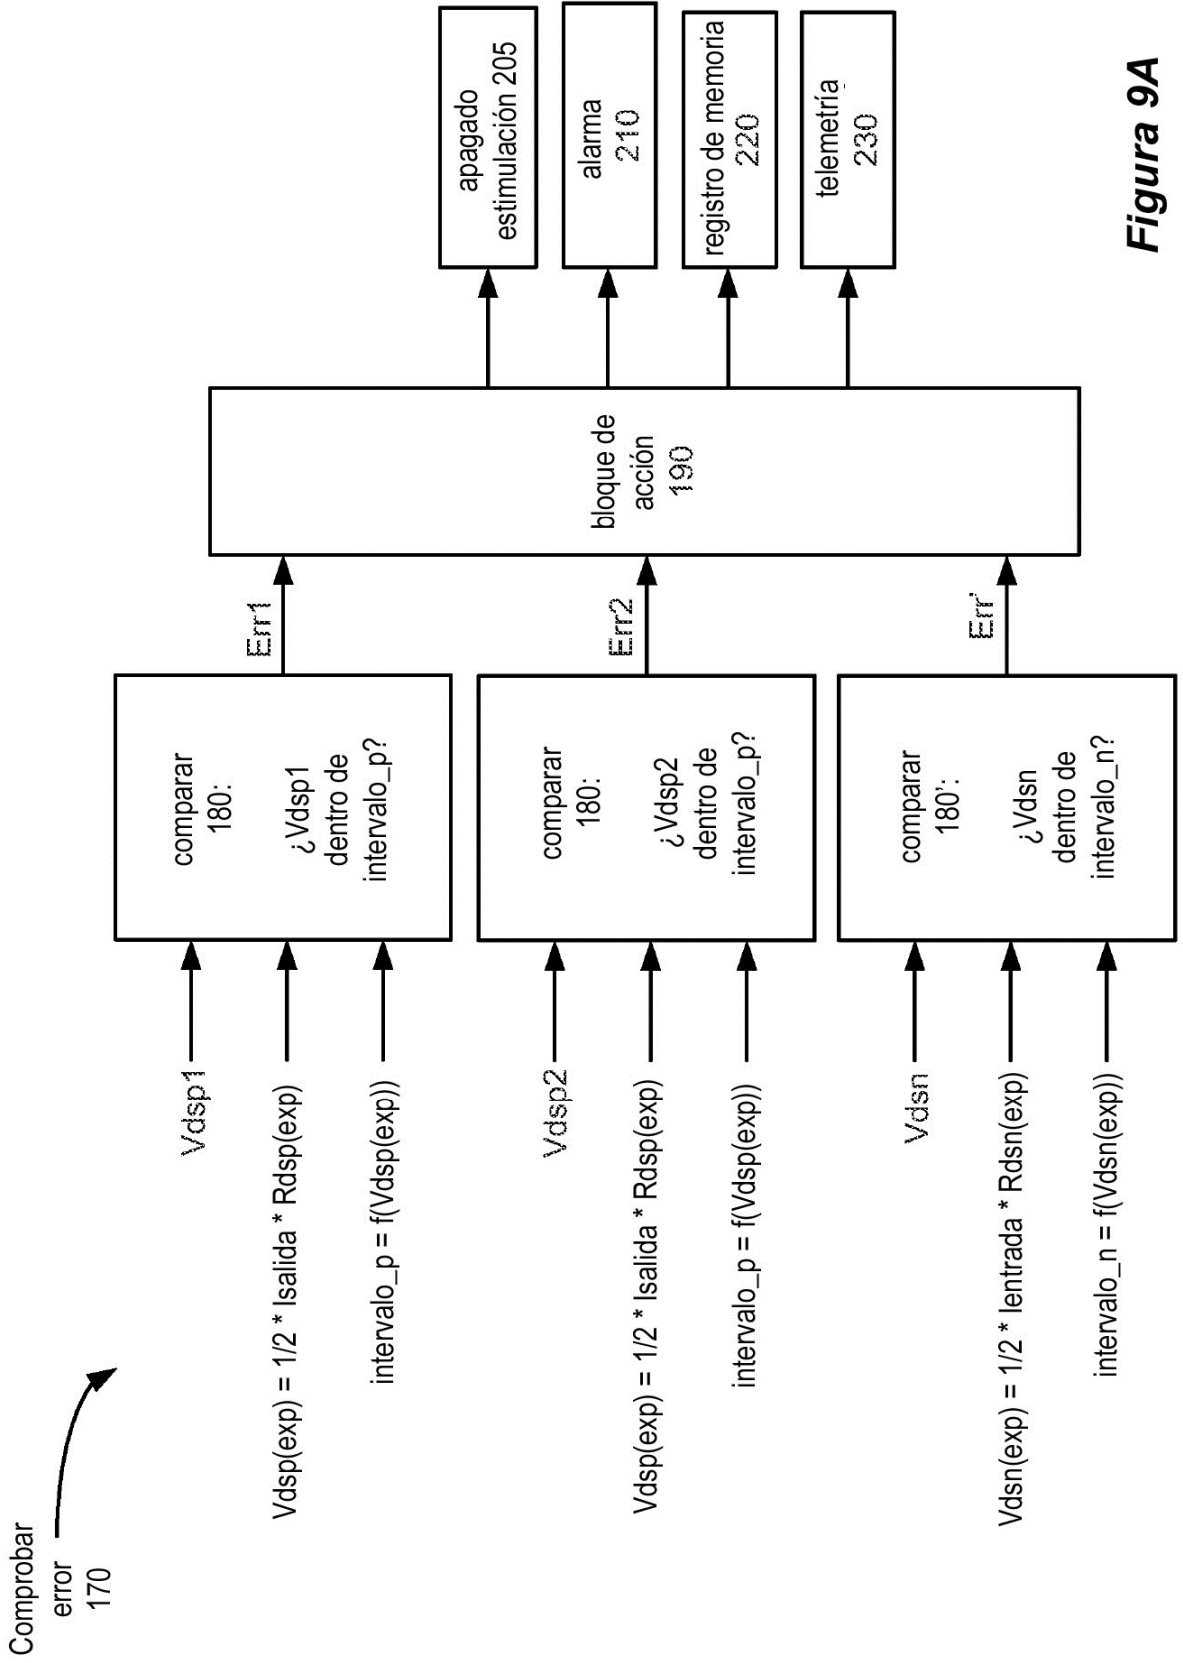 Comprobar
error
170
Vdsp1
Vdsp(exp) = 1/2 * Isalida * Rdsp(exp)
intervalo_p = f(Vdsp(exp))
comparar
180:
¿Vdsp1
dentro de
intervalo_p?
Err1
Vdsp2
Vdsp(exp) = 1/2 * Isalida * Rdsp(exp)
intervalo_p = f(Vdsp(exp))
comparar
180:
¿Vdsp2
dentro de
intervalo_p?
Err2
Vdsn
Vdsn(exp) = 1/2 * Ientrada * Rdsn(exp)
intervalo_n = f(Vdsn(exp))
comparar
180':
¿Vdsn
dentro de
intervalo_n?
Err'
bloque de
acción
190
apagado
estimulación 205
alarma
210
registro de memoria
220
telemetría
230
Figura 9A